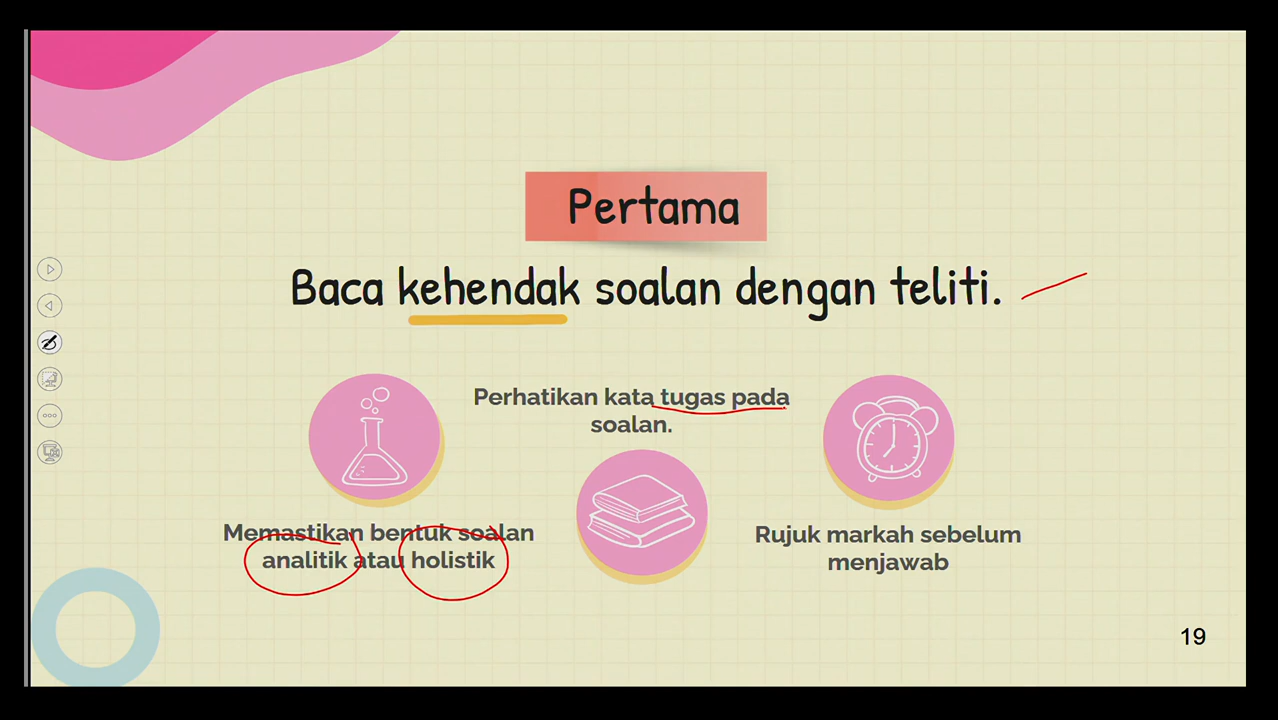 Pertama
Baca kehendak soalan dengan teliti.
Memastikan bentuk soalan
analitik atau holistik
Perhatikan kata tugas pada
soalan.
Rujuk markah sebelum
menjawab
19